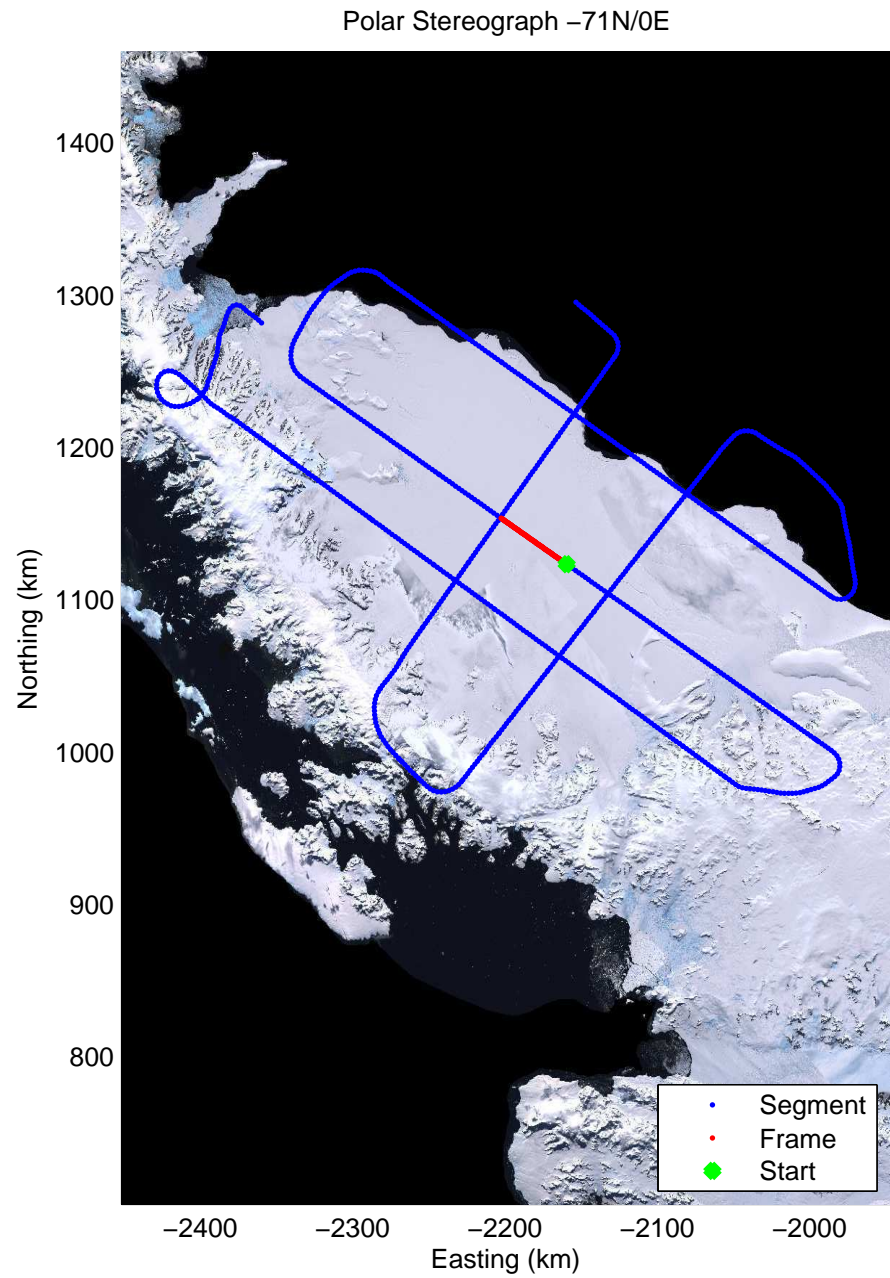 Polar Stereograph −71N/0E
1400
1300
1200
1100
1000
900
800
Northing (km)
Segment
Frame
Start
−2400 −2300 −2200 −2100 −2000
Easting (km)